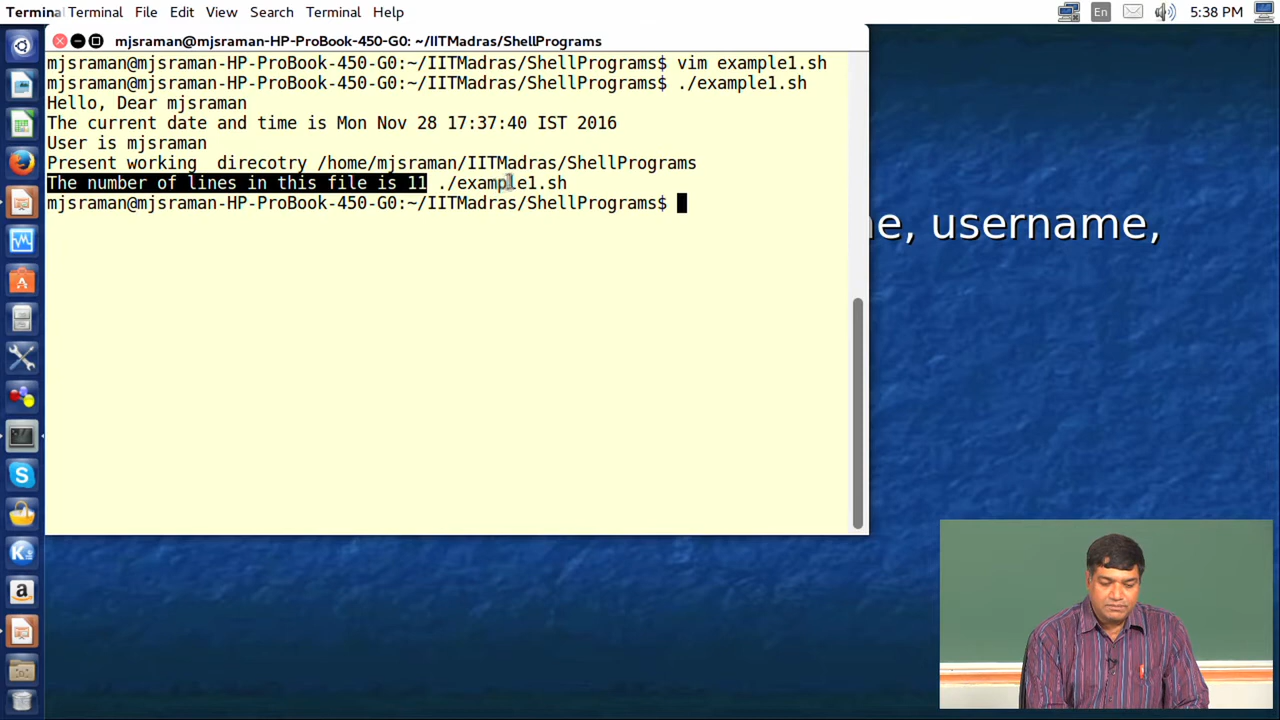 Terminal Terminal File Edit View Search Terminal Help En 5:38 PM
mjsraman@mjsraman-HP-ProBook-450-G0: ~/IITMadras/ShellPrograms
mjsraman@mjsraman-HP-ProBook-450-G0:~/IITMadras/ShellPrograms$ vim example1.sh
mjsraman@mjsraman-HP-ProBook-450-G0:~/IITMadras/ShellPrograms$ ./example1.sh
Hello, Dear mjsraman
The current date and time is Mon Nov 28 17:37:40 IST 2016
User is mjsraman
Present working  direcotry /home/mjsraman/IITMadras/ShellPrograms
The number of lines in this file is 11 ./example1.sh
mjsraman@mjsraman-HP-ProBook-450-G0:~/IITMadras/ShellPrograms$
username,